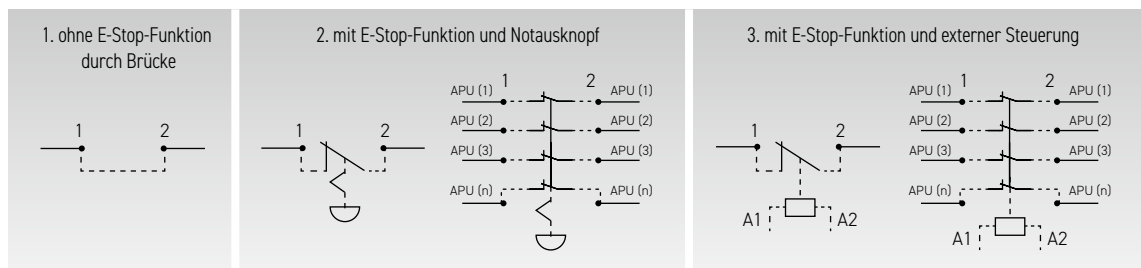 1. ohne E-Stop-Funktion
durch Brücke
1 2
2. mit E-Stop-Funktion und Notausknopf
1 2
1 2
APU (1) APU (1)
APU (2) APU (2)
APU (3) APU (3)
APU (n) APU (n)
3. mit E-Stop-Funktion und externer Steuerung
1 2
A1 A2
1 2
APU (1) APU (1)
APU (2) APU (2)
APU (3) APU (3)
APU (n) APU (n)
A1 A2